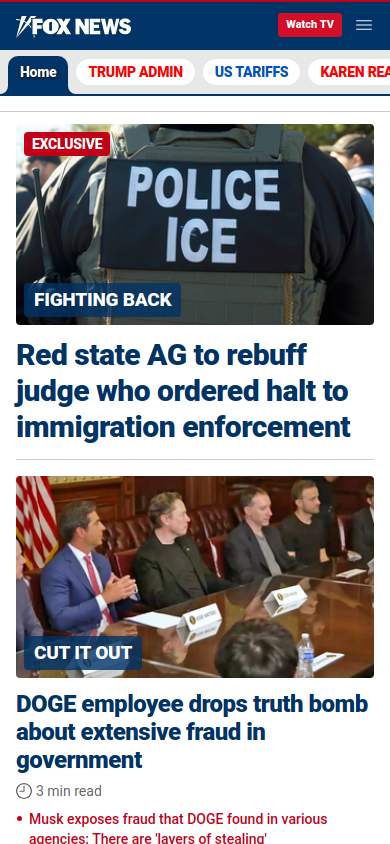 FOX NEWS
Watch TV
Home
TRUMP ADMIN
US TARIFFS
KAREN REA
EXCLUSIVE
POLICE
ICE
FIGHTING BACK
Red state AG to rebuff
judge who ordered halt to
immigration enforcement
CUT IT OUT
DOGE employee drops truth bomb
about extensive fraud in
government
3 min read
Musk exposes fraud that DOGE found in various
agencies: There are 'layers of stealing'